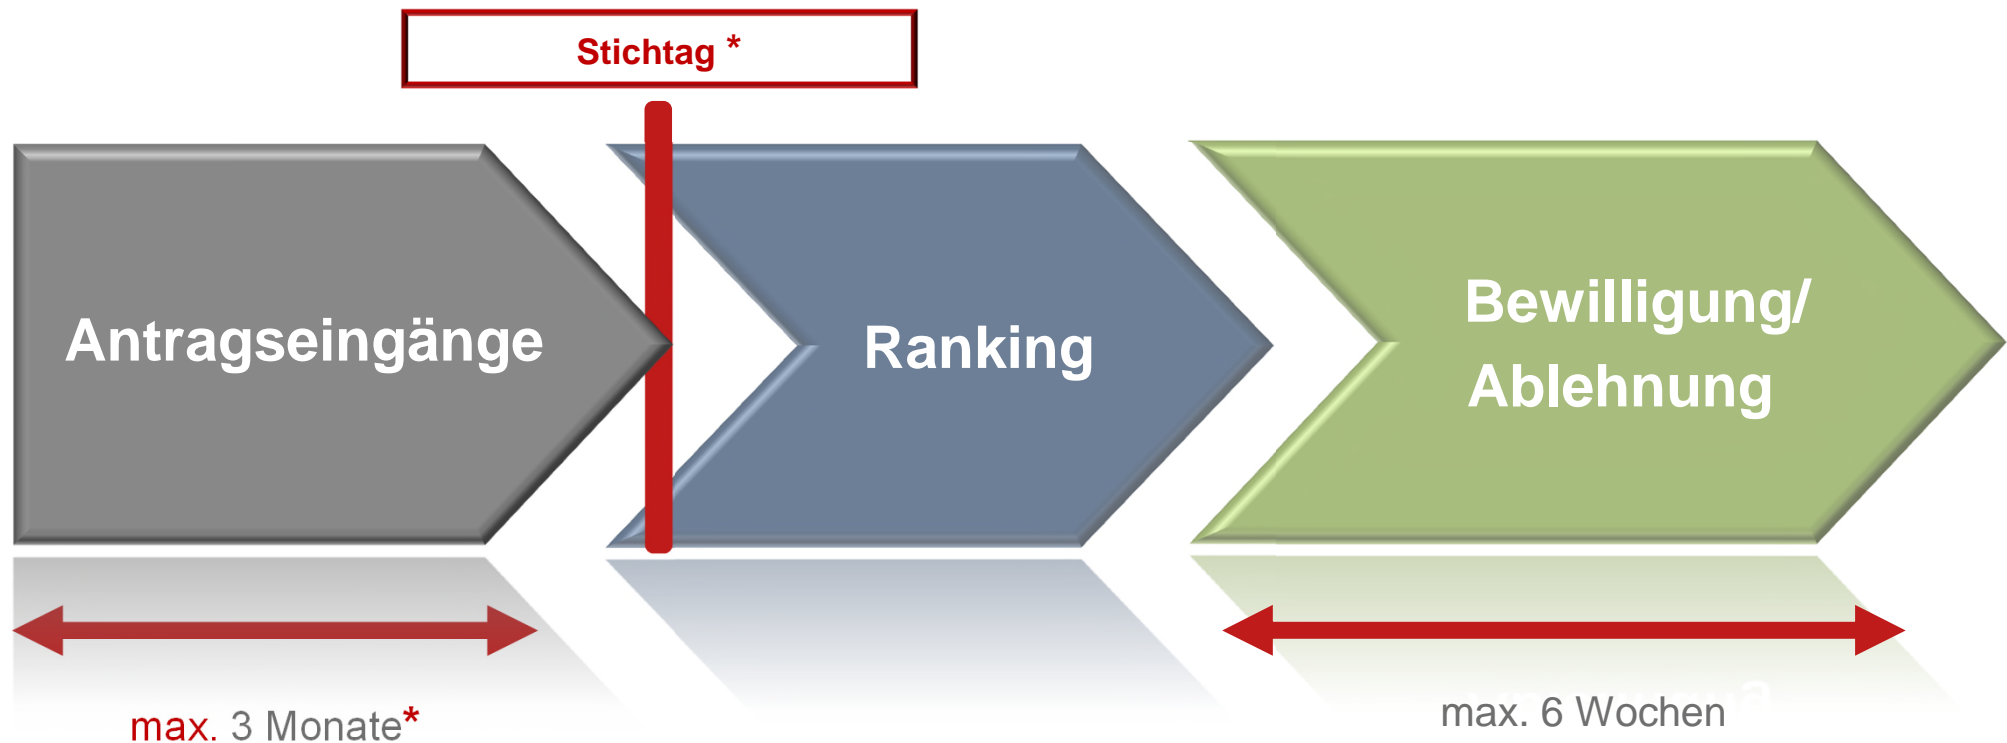 Stichtag *
Antragseingänge
Ranking
Bewilligung/
Ablehnung
max. 3 Monate*
max. 6 Wochen